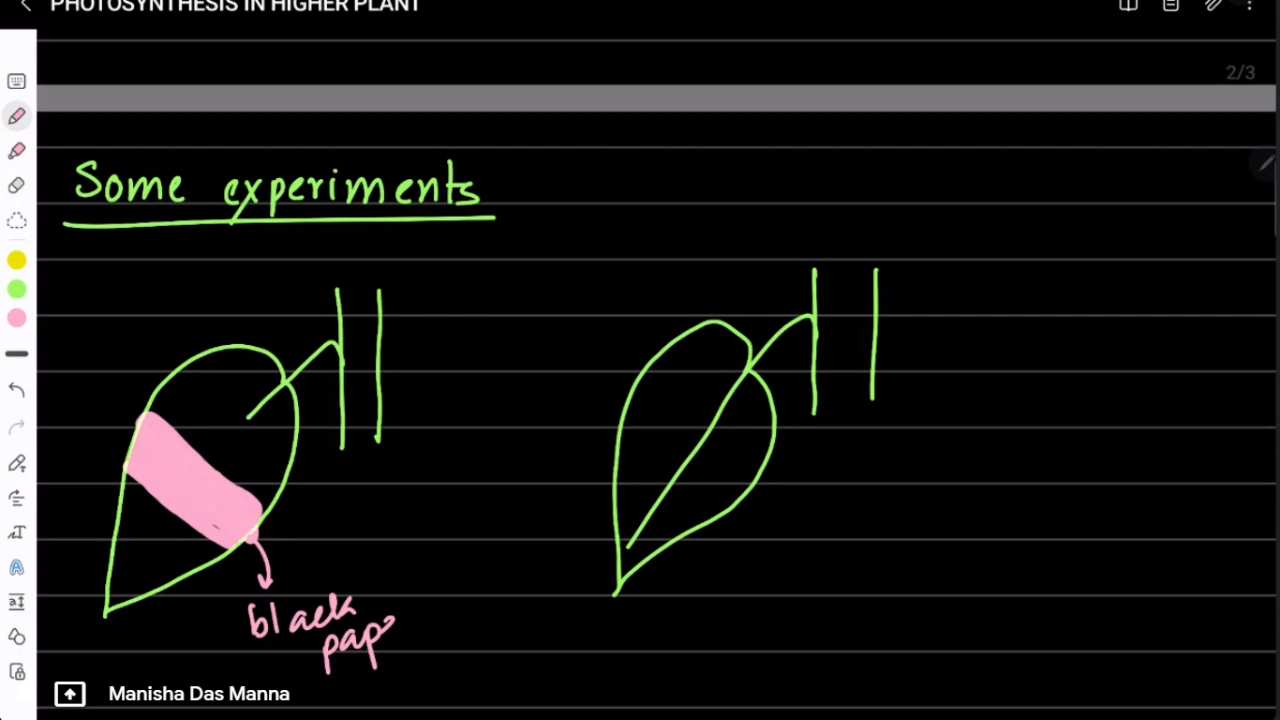 PHOTOSYNTHESIS IN HIGHER PLANT
2/3
Some experiments
black
pap
Manisha Das Manna